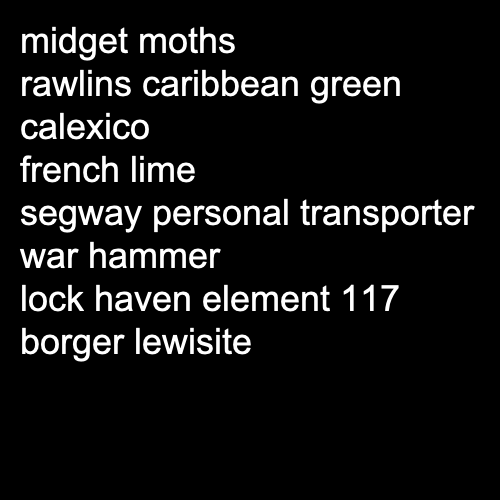 midget moths
rawlins caribbean green
calexico
french lime
segway personal transporter
war hammer
lock haven element 117
borger lewisite